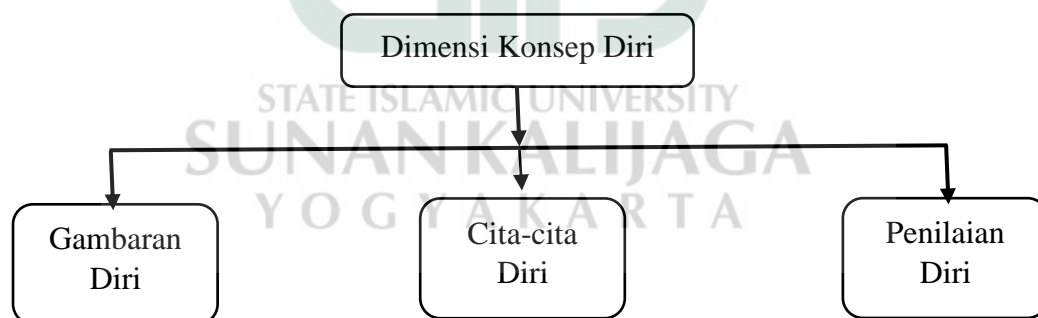 Dimensi Konsep Diri
STATE ISLAMIC UNIVERSITY
SUNAN KALIJAGA
YOGYAKARTA
Gambaran
Diri
Cita-cita
Diri
Penilaian
Diri